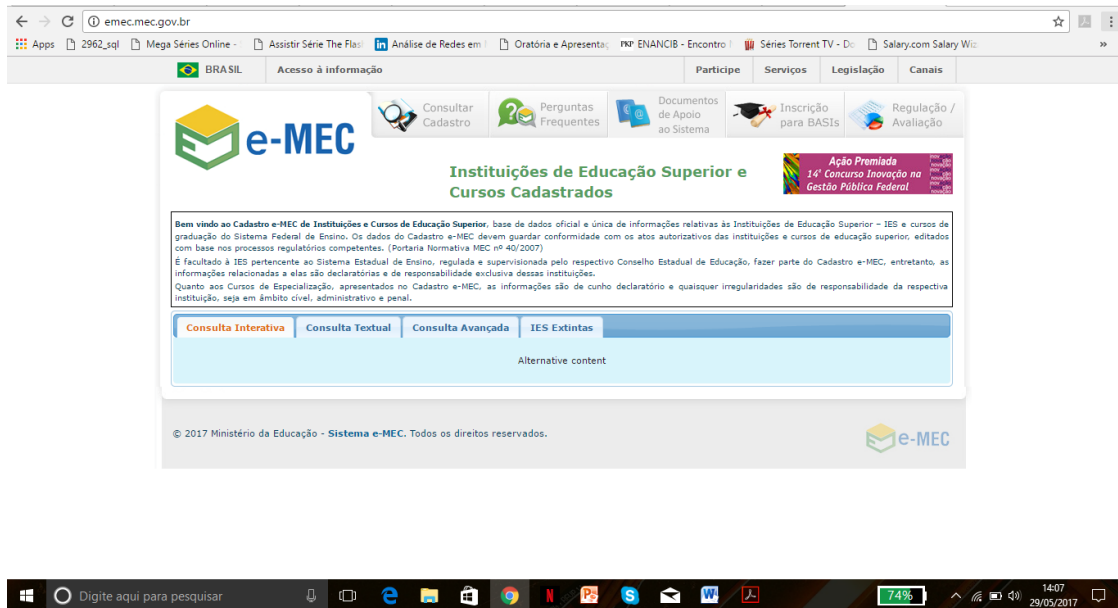 emec.mec.gov.br
Apps 2962_sql Mega Séries Online - Assistir Série The Flas Análise de Redes em Oratória e Apresentaç PKP ENANCIB - Encontro Séries Torrent TV - Do Salary.com Salary Wiz »
BRASIL Acesso à informação Participe Serviços Legislação Canais
e-MEC
Consultar
Cadastro
Perguntas
Frequentes
Documentos
de Apoio
ao Sistema
Inscrição
para BASIs
Regulação /
Avaliação
Instituições de Educação Superior e
Cursos Cadastrados
Ação Premiada
14º Concurso Inovação na
Gestão Pública Federal
Bem vindo ao Cadastro e-MEC de Instituições e Cursos de Educação Superior, base de dados oficial e única de informações relativas às Instituições de Educação Superior – IES e cursos de
graduação do Sistema Federal de Ensino. Os dados do Cadastro e-MEC devem guardar conformidade com os atos autorizativos das instituições e cursos de educação superior, editados
com base nos processos regulatórios competentes. (Portaria Normativa MEC nº 40/2007)
É facultado à IES pertencente ao Sistema Estadual de Ensino, regulada e supervisionada pelo respectivo Conselho Estadual de Educação, fazer parte do Cadastro e-MEC, entretanto, as
informações relacionadas a elas são declaratórias e de responsabilidade exclusiva dessas instituições.
Quanto aos Cursos de Especialização, apresentados no Cadastro e-MEC, as informações são de cunho declaratório e quaisquer irregularidades são de responsabilidade da respectiva
instituição, seja em âmbito cível, administrativo e penal.
Consulta Interativa Consulta Textual Consulta Avançada IES Extintas
Alternative content
© 2017 Ministério da Educação - Sistema e-MEC. Todos os direitos reservados.
e-MEC
Digite aqui para pesquisar
74%
14:07
29/05/2017